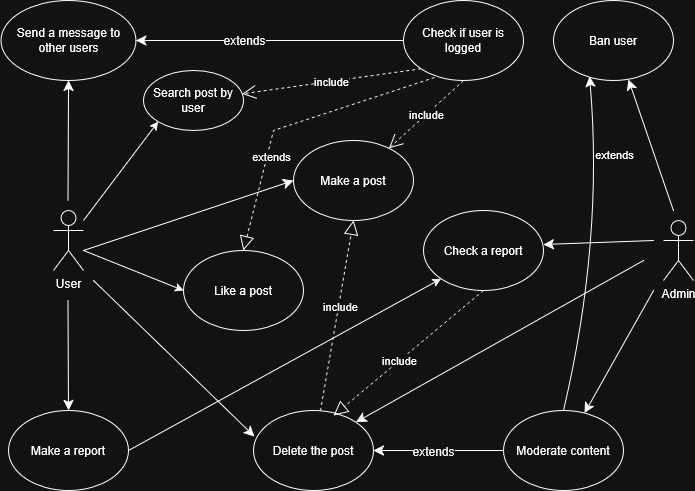 Send a message to
other users
extends
Check if user is
logged
Ban user
Search post by
user
include
include
extends
extends
Make a post
User
Like a post
Check a report
Admin
include
include
Make a report
Delete the post
extends
Moderate content